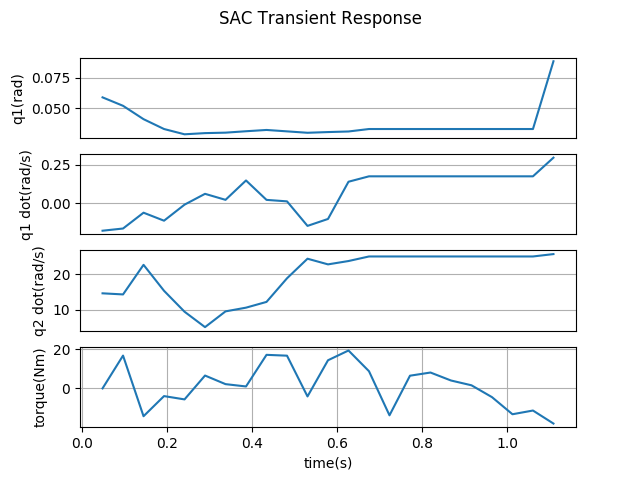 SAC Transient Response
0.075
0.050
q1(rad)
0.25
0.00
q1 dot(rad/s)
20
10
q2 dot(rad/s)
20
0
torque(Nm)
0.0 0.2 0.4 0.6 0.8 1.0
time(s)